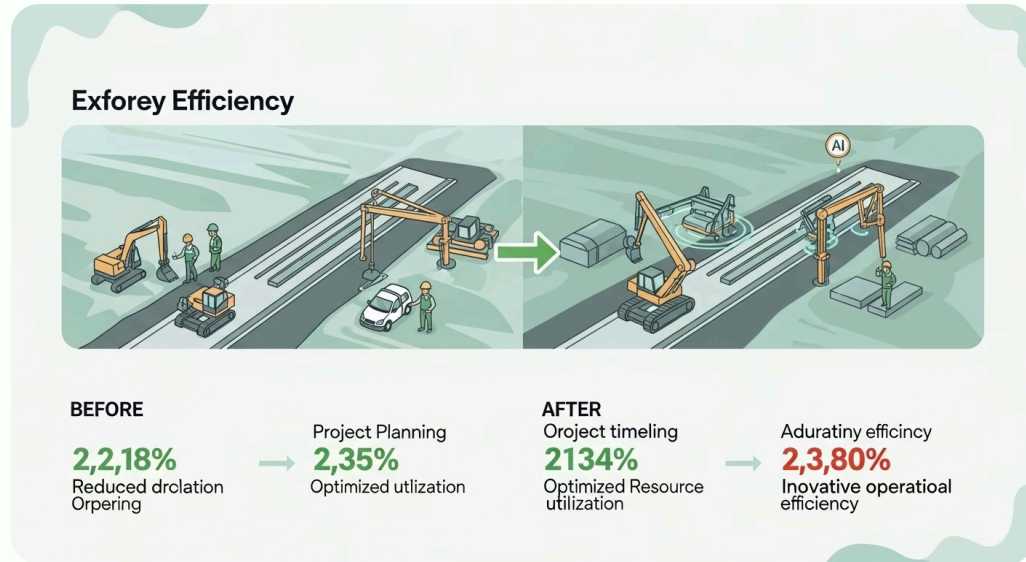 Exforey Efficiency
AI
BEFORE
2,2,18%
Reduced drclation
Orpering
Project Planning
2,35%
Optimized utlization
AFTER
Oroject timeling
2134%
Optimized Resource
utilization
Aduratiny efficincy
2,3,80%
Inovative operatioal
efficiency